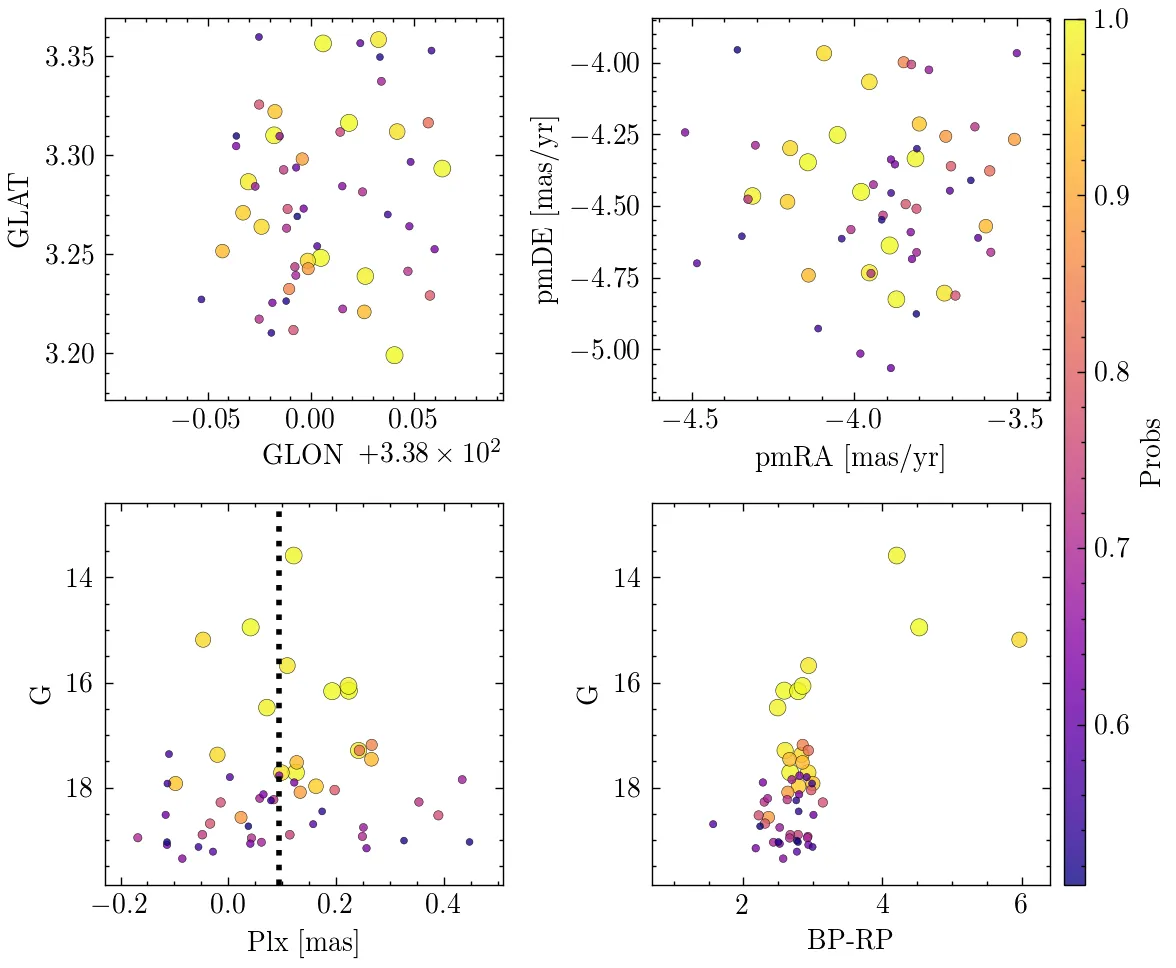 3.35
3.30
3.25
3.20
GLAT
−0.05 0.00 0.05
GLON +3.38 × 10²
−4.00
−4.25
−4.50
−4.75
−5.00
pmDE [mas/yr]
−4.5 −4.0 −3.5
pmRA [mas/yr]
14
16
18
G
−0.2 0.0 0.2 0.4
Plx [mas]
14
16
18
G
2 4 6
BP-RP
1.0
0.9
0.8
0.7
0.6
Probs